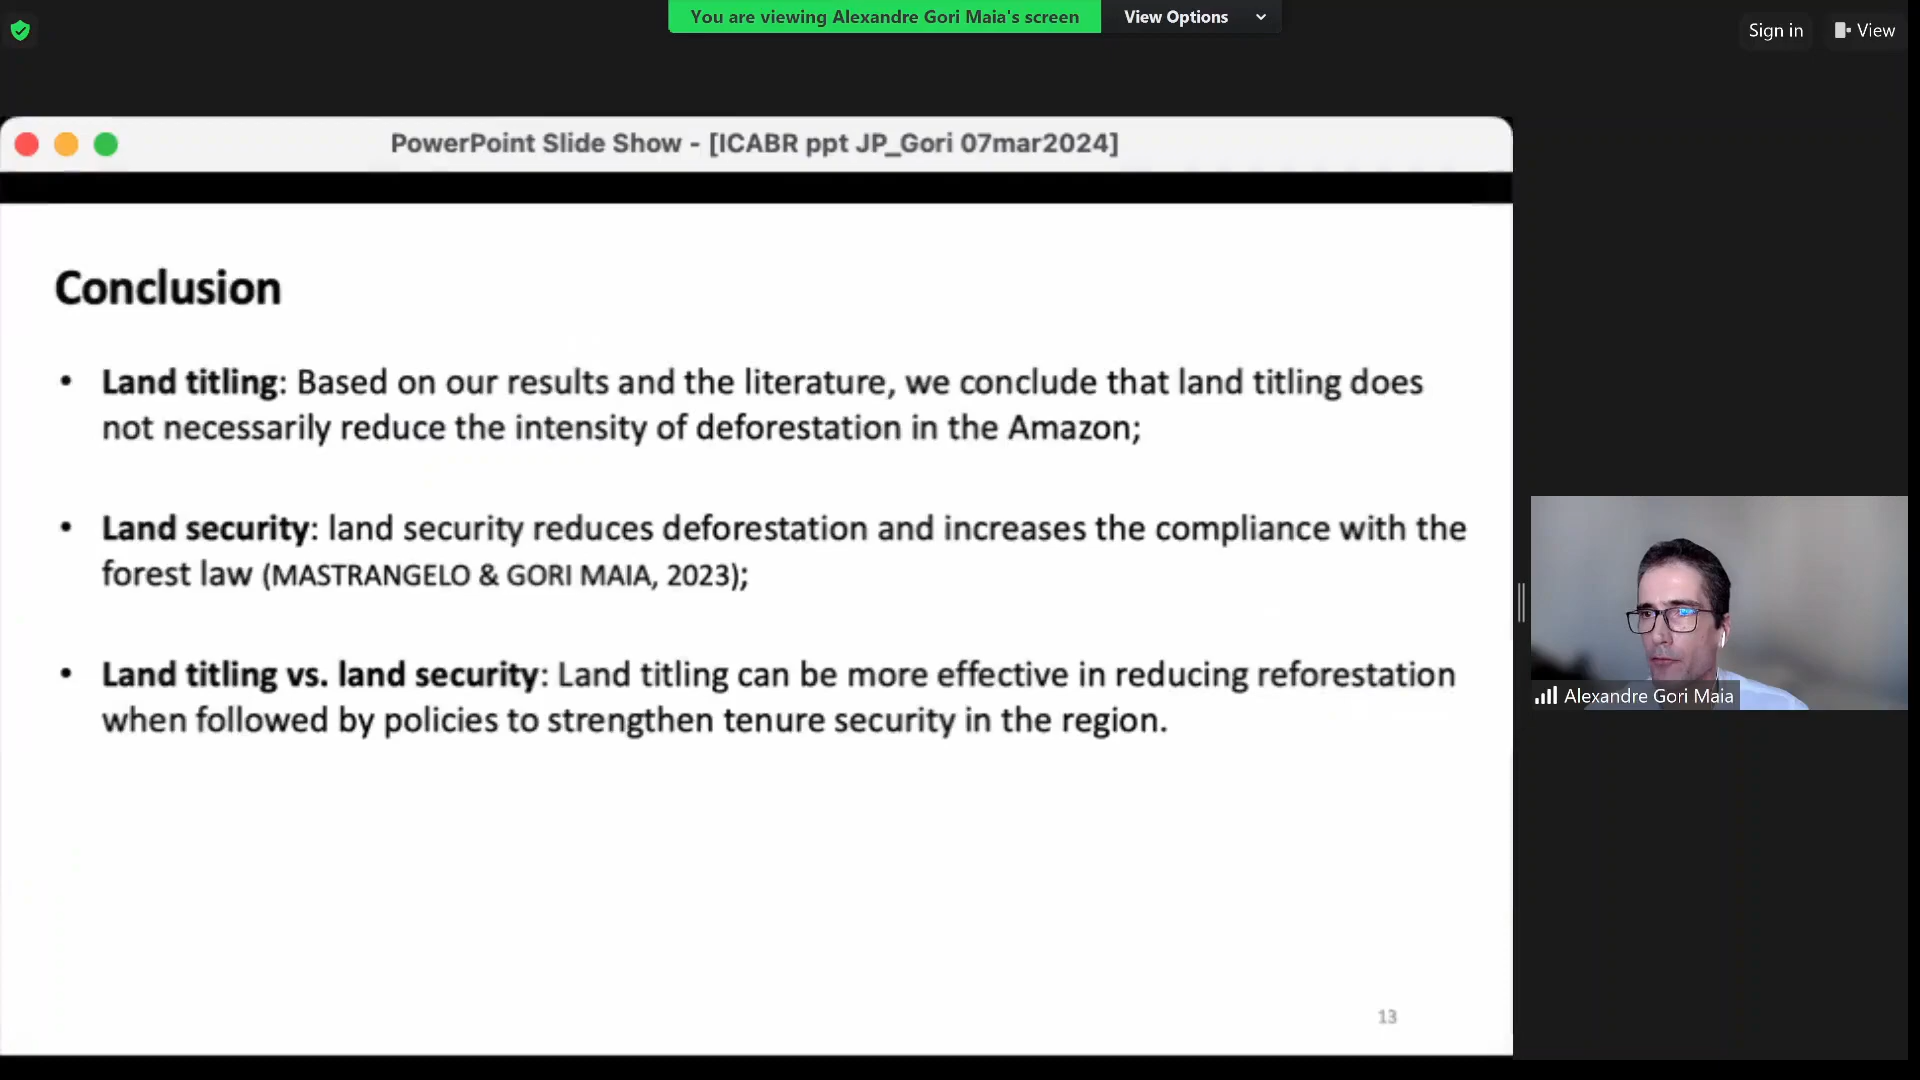 You are viewing Alexandre Gori Maia's screen
View Options
Sign in
View
PowerPoint Slide Show - [ICABR ppt JP_Gori 07mar2024]
Conclusion
• Land titling: Based on our results and the literature, we conclude that land titling does
not necessarily reduce the intensity of deforestation in the Amazon;
• Land security: land security reduces deforestation and increases the compliance with the
forest law (MASTRANGELO & GORI MAIA, 2023);
• Land titling vs. land security: Land titling can be more effective in reducing reforestation
when followed by policies to strengthen tenure security in the region.
13
Alexandre Gori Maia